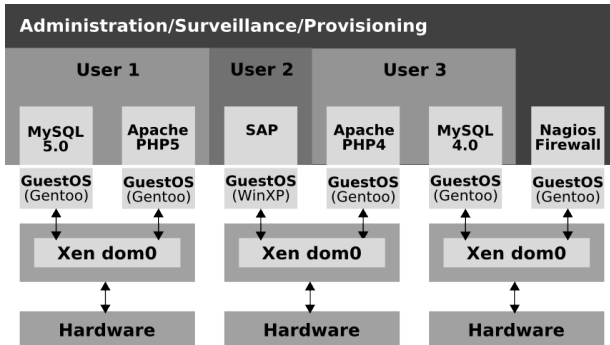 Administration/Surveillance/Provisioning
User 1
User 2
User 3
MySQL
5.0
Apache
PHP5
SAP
Apache
PHP4
MySQL
4.0
Nagios
Firewall
GuestOS
(Gentoo)
GuestOS
(Gentoo)
GuestOS
(WinXP)
GuestOS
(Gentoo)
GuestOS
(Gentoo)
GuestOS
(Gentoo)
Xen dom0
Xen dom0
Xen dom0
Hardware
Hardware
Hardware